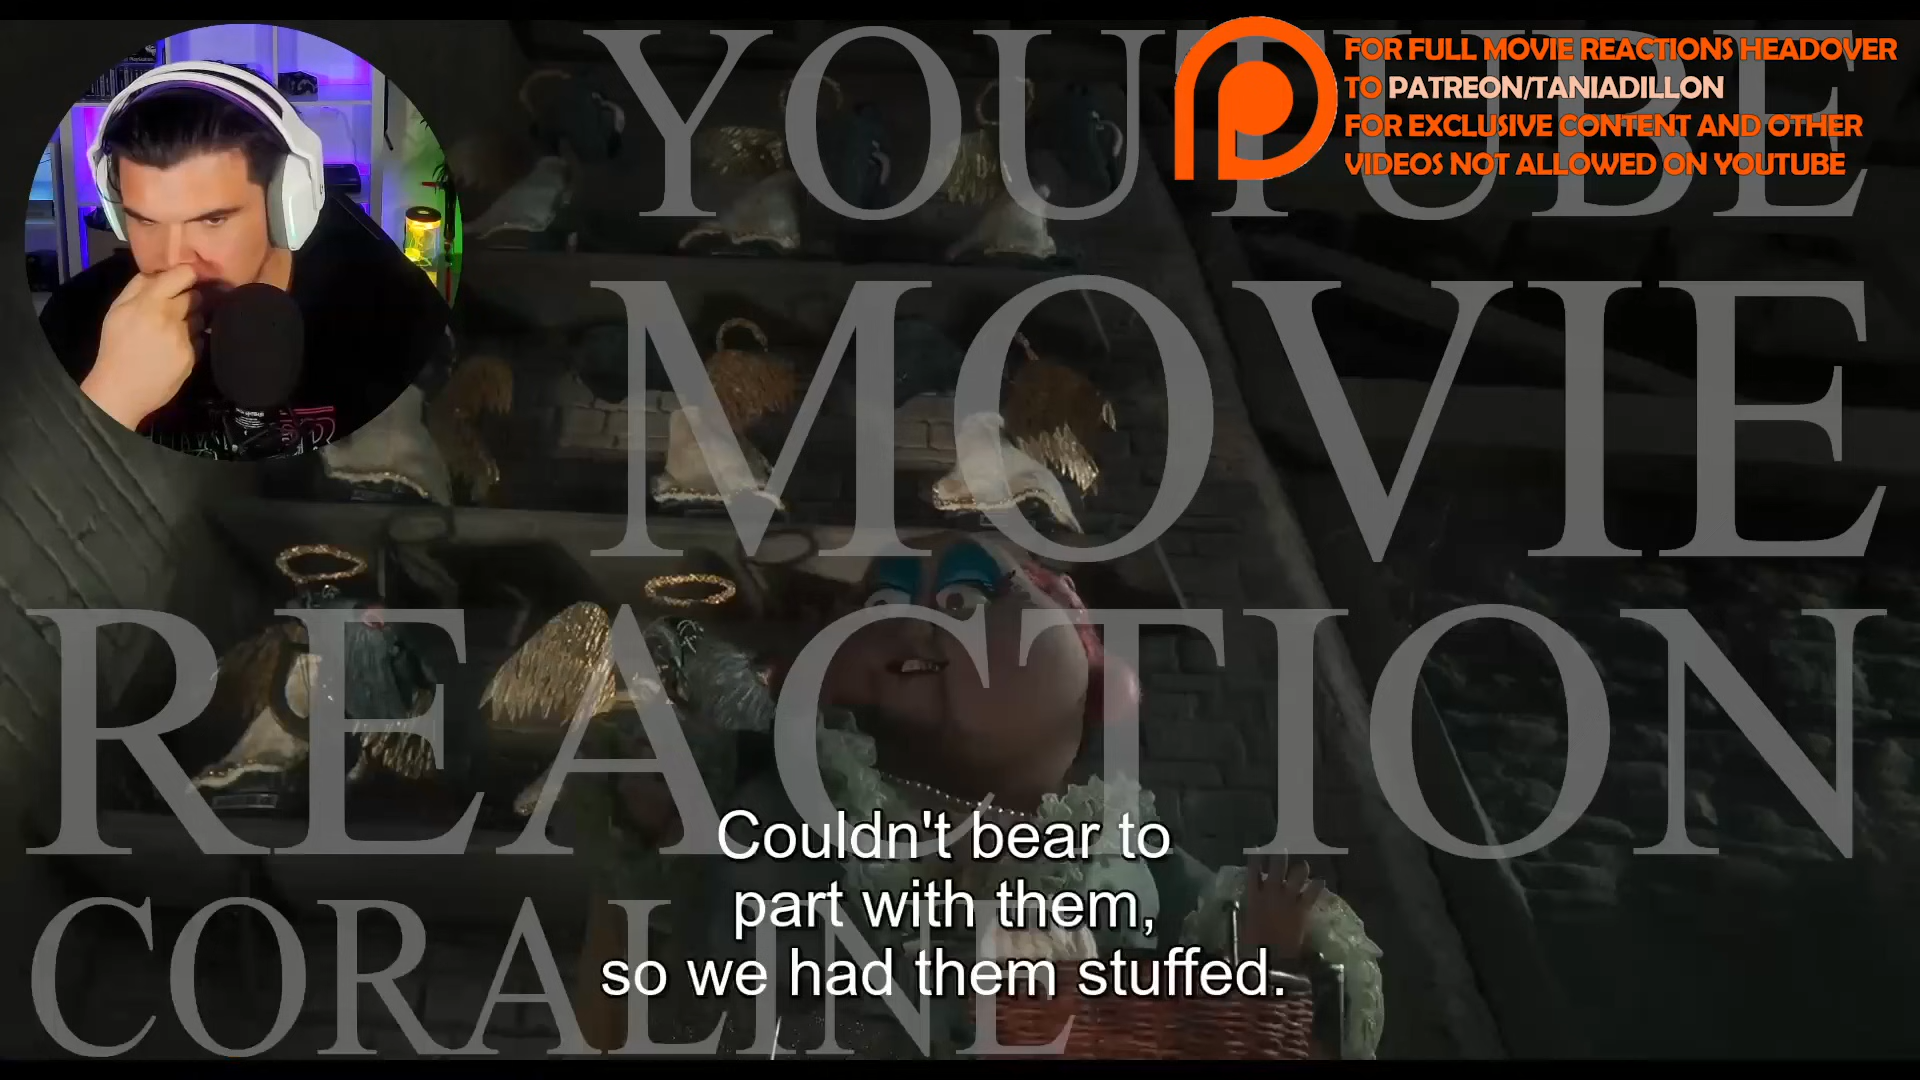 YOUTUBE
MOVIE
REACTION
CORALINE
FOR FULL MOVIE REACTIONS HEADOVER
TO PATREON/TANIADILLON
FOR EXCLUSIVE CONTENT AND OTHER
VIDEOS NOT ALLOWED ON YOUTUBE
Couldn't bear to
part with them,
so we had them stuffed.